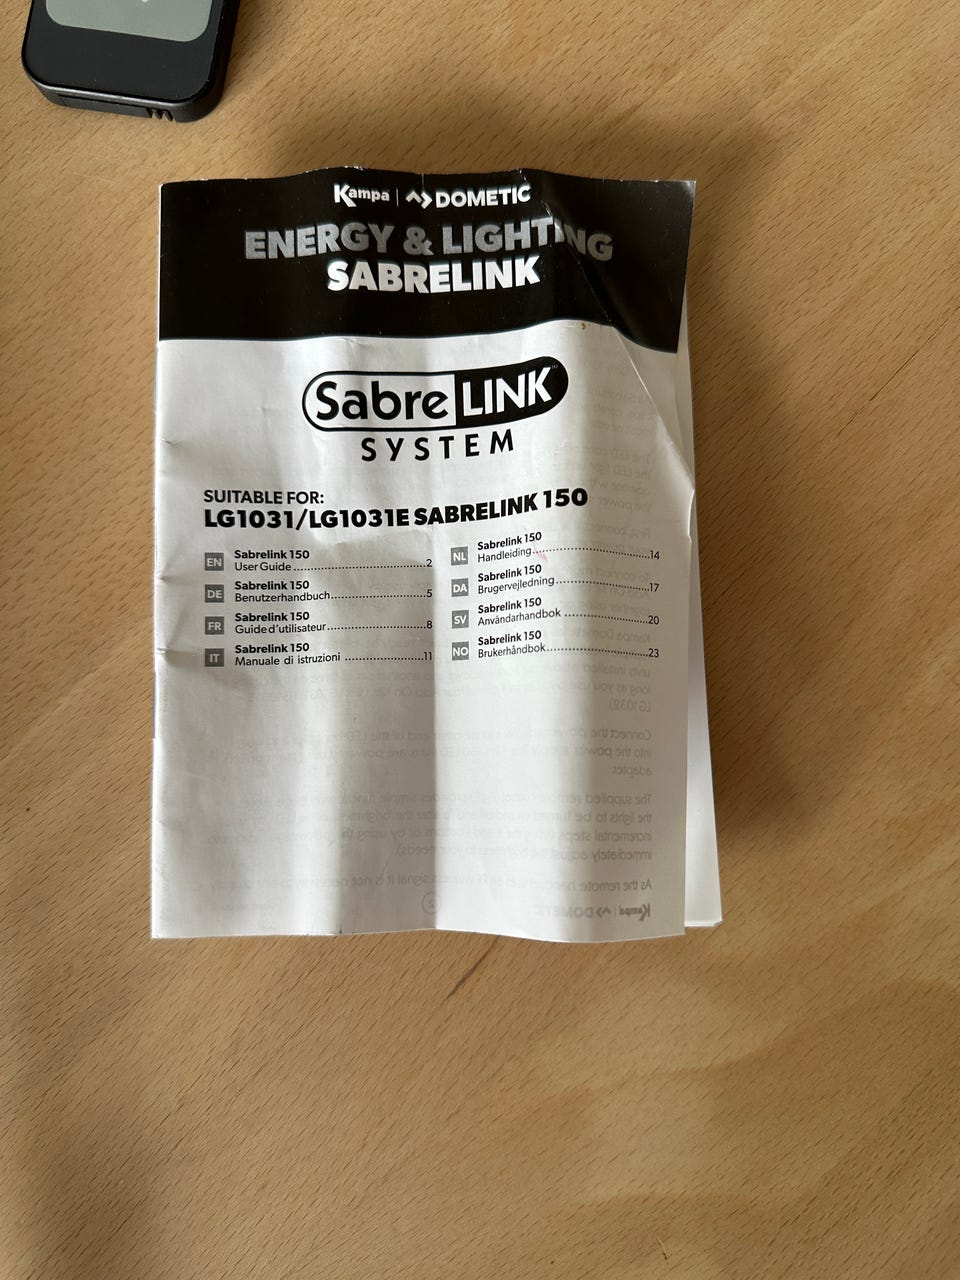 Kampa | DOMETIC
ENERGY & LIGHTING
SABRELINK
Sabre LINK™
SYSTEM
SUITABLE FOR:
LG1031/LG1031E SABRELINK 150
EN Sabrelink 150
User Guide 2
DE Sabrelink 150
Benutzerhandbuch 5
FR Sabrelink 150
Guide d'utilisateur 8
IT Sabrelink 150
Manuale di istruzioni 11
NL Sabrelink 150
Handleiding 14
DA Sabrelink 150
Brugervejledning 17
SV Sabrelink 150
Användarhandbok 20
NO Sabrelink 150
Brukerhåndbok 23